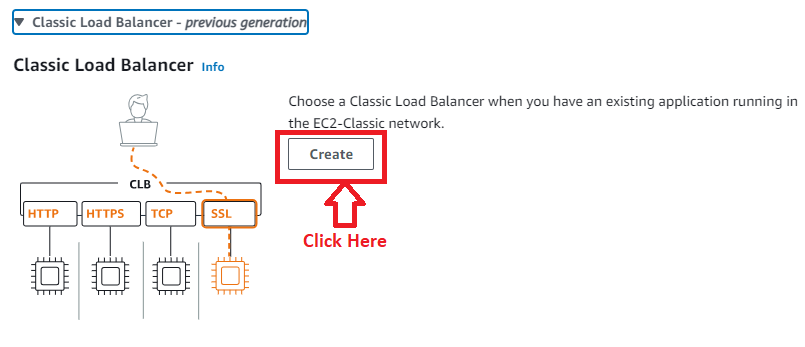 Classic Load Balancer - previous generation
Classic Load Balancer Info
Choose a Classic Load Balancer when you have an existing application running in
the EC2-Classic network.
Create
Click Here
CLB
HTTP HTTPS TCP SSL